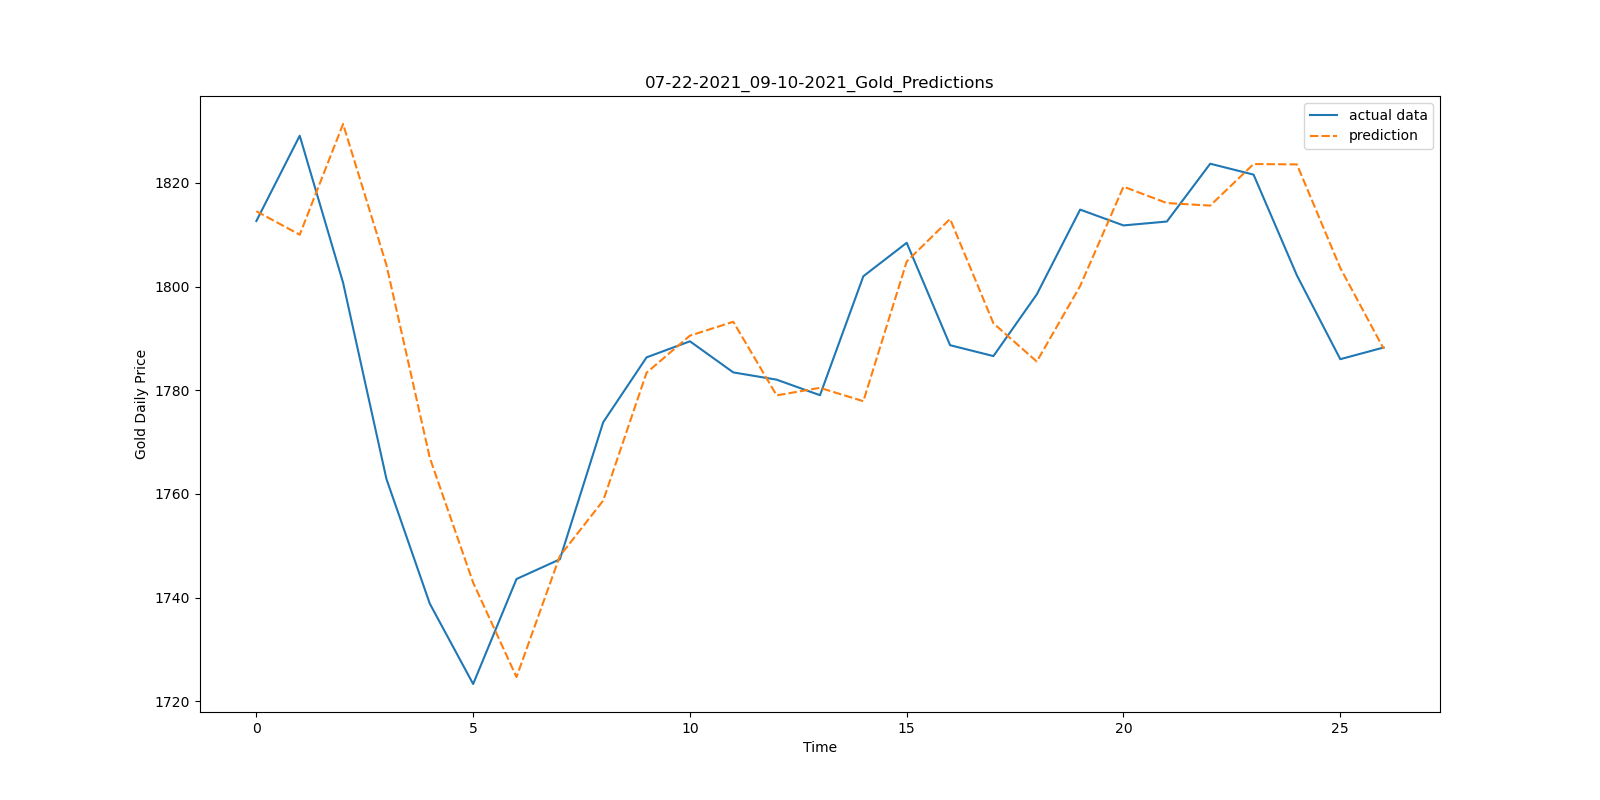 07-22-2021_09-10-2021_Gold_Predictions
actual data
prediction
1820
1800
1780
1760
1740
1720
Gold Daily Price
0 5 10 15 20 25
Time